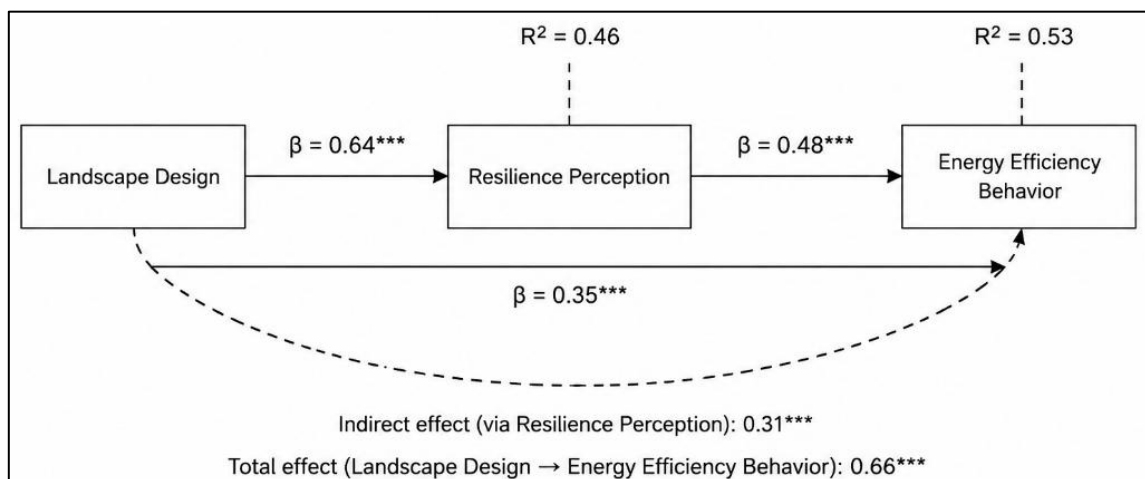 R² = 0.46
R² = 0.53
Landscape Design
β = 0.64***
Resilience Perception
β = 0.48***
Energy Efficiency
Behavior
β = 0.35***
Indirect effect (via Resilience Perception): 0.31***
Total effect (Landscape Design → Energy Efficiency Behavior): 0.66***